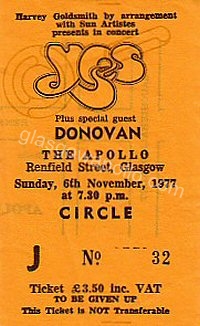 Harvey Goldsmith by arrangement
with Sun Artistes
presents in concert
yes
Plus special guest
DONOVAN
THE APOLLO
Renfield Street, Glasgow
Sunday, 6th November, 1977
at 7.30 p.m.
CIRCLE
J Nº 32
Ticket £3.50 inc. VAT
TO BE GIVEN UP
This Ticket is NOT Transferable